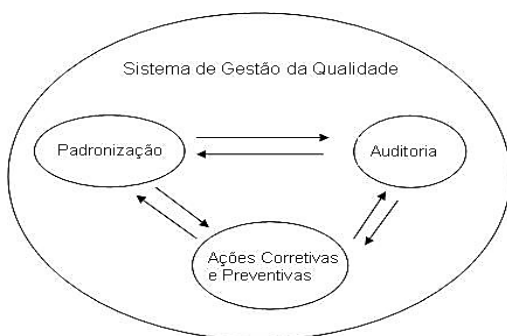 Sistema de Gestão da Qualidade
Padronização
Auditoria
Ações Corretivas
e Preventivas